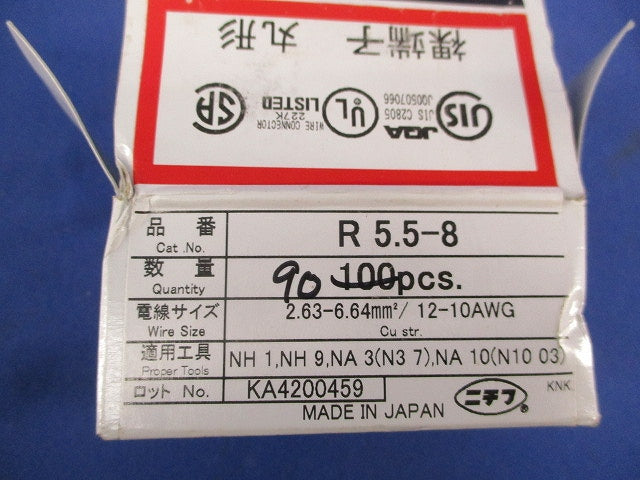 裸端子 丸形
JIS JIS C2805 JQA JQ0507066 UL LISTED WIRE CONNECTOR 227K SA
品番 Cat .No. R 5.5-8
数量 Quantity 90 100pcs.
電線サイズ Wire Size 2.63-6.64mm²/ 12-10AWG Cu str.
適用工具 Proper Tools NH 1,NH 9,NA 3(N3 7),NA 10(N10 03)
ロット No. KA4200459 KNK
MADE IN JAPAN ニチフ ®